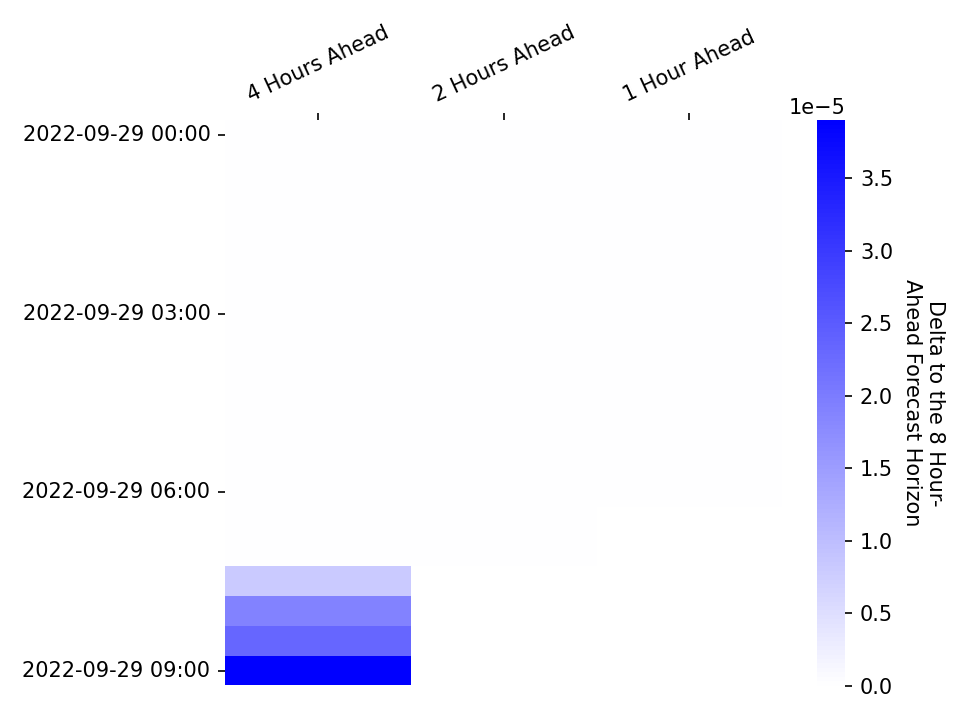 4 Hours Ahead
2 Hours Ahead
1 Hour Ahead
1e−5
2022-09-29 00:00
2022-09-29 03:00
2022-09-29 06:00
2022-09-29 09:00
3.5
3.0
2.5
2.0
1.5
1.0
0.5
0.0
Delta to the 8 Hour-
Ahead Forecast Horizon